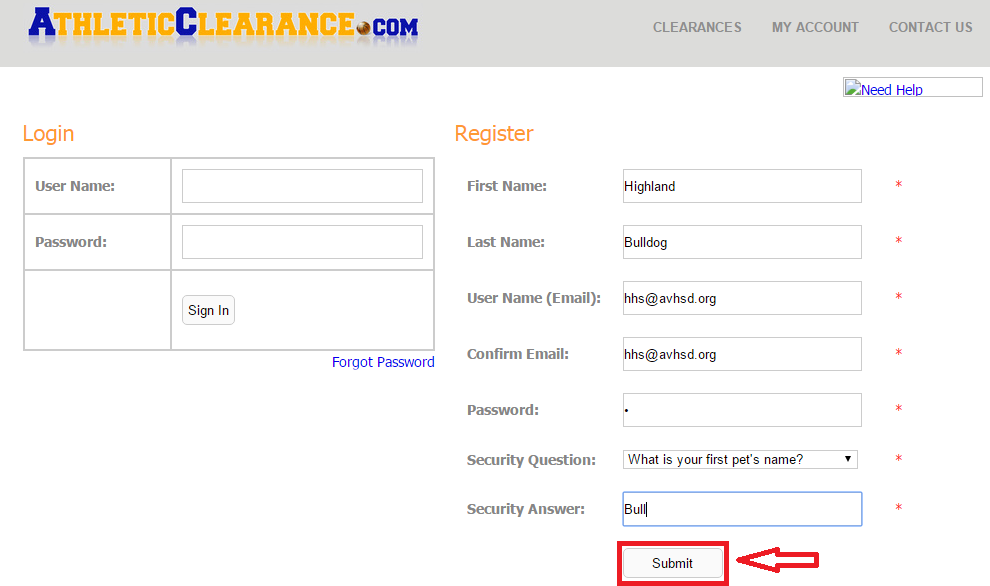 ATHLETICCLEARANCE.COM
CLEARANCES MY ACCOUNT CONTACT US
Need Help
Login
User Name:
Password:
Sign In
Forgot Password
Register
First Name: Highland *
Last Name: Bulldog *
User Name (Email): hhs@avhsd.org *
Confirm Email: hhs@avhsd.org *
Password: • *
Security Question: What is your first pet's name? ▼ *
Security Answer: Bull *
Submit